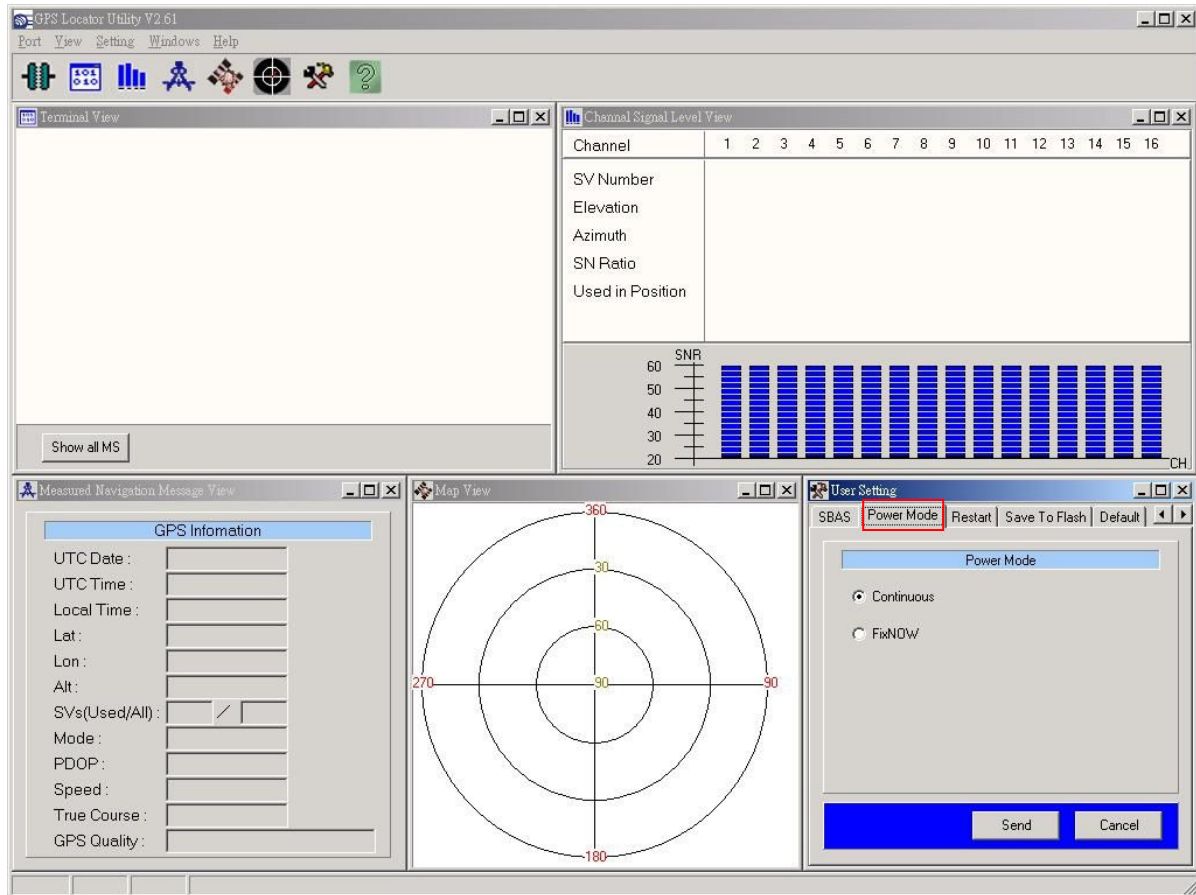 GPS Locator Utility V2.61
Port View Setting Windows Help
101
010
Terminal View
Show all MS
Channal Signal Level View
Channel 1 2 3 4 5 6 7 8 9 10 11 12 13 14 15 16
SV Number
Elevation
Azimuth
SN Ratio
Used in Position
SNR
60
50
40
30
20
CH
Measured Navigation Message View
GPS Infomation
UTC Date :
UTC Time :
Local Time :
Lat :
Lon :
Alt :
SVs(Used/All) : /
Mode :
PDOP :
Speed :
True Course :
GPS Quality :
Map View
360
30
60
270 90 90
180
User Setting
SBAS Power Mode Restart Save To Flash Default
Power Mode
Continuous
FixNOW
Send Cancel